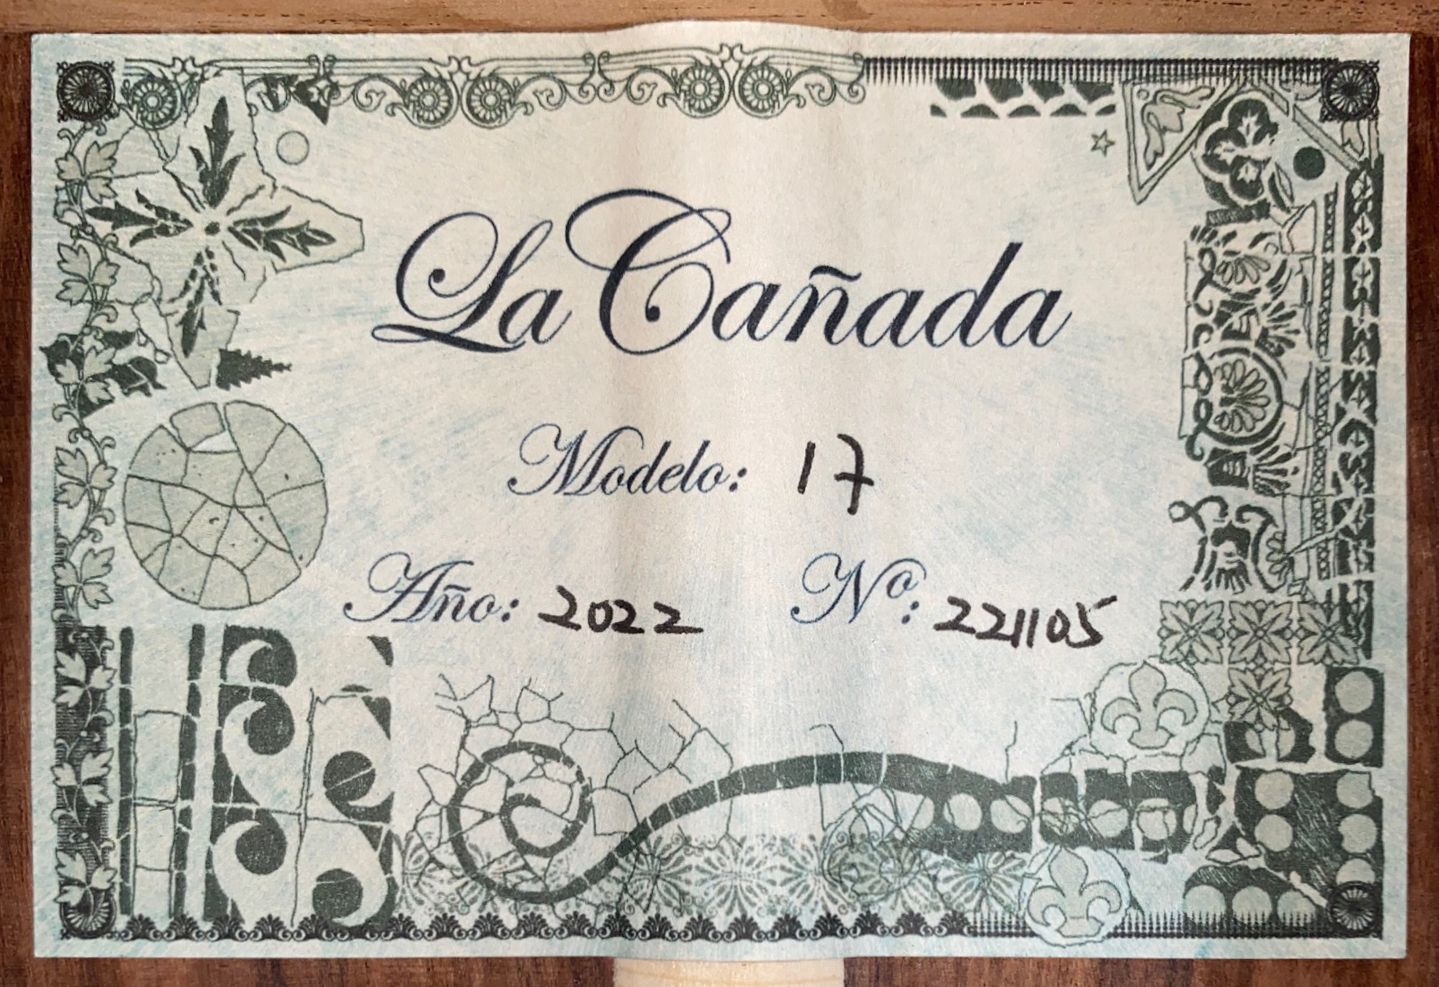 La Cañada
Modelo: 17
Año: 2022 Nº: 221105